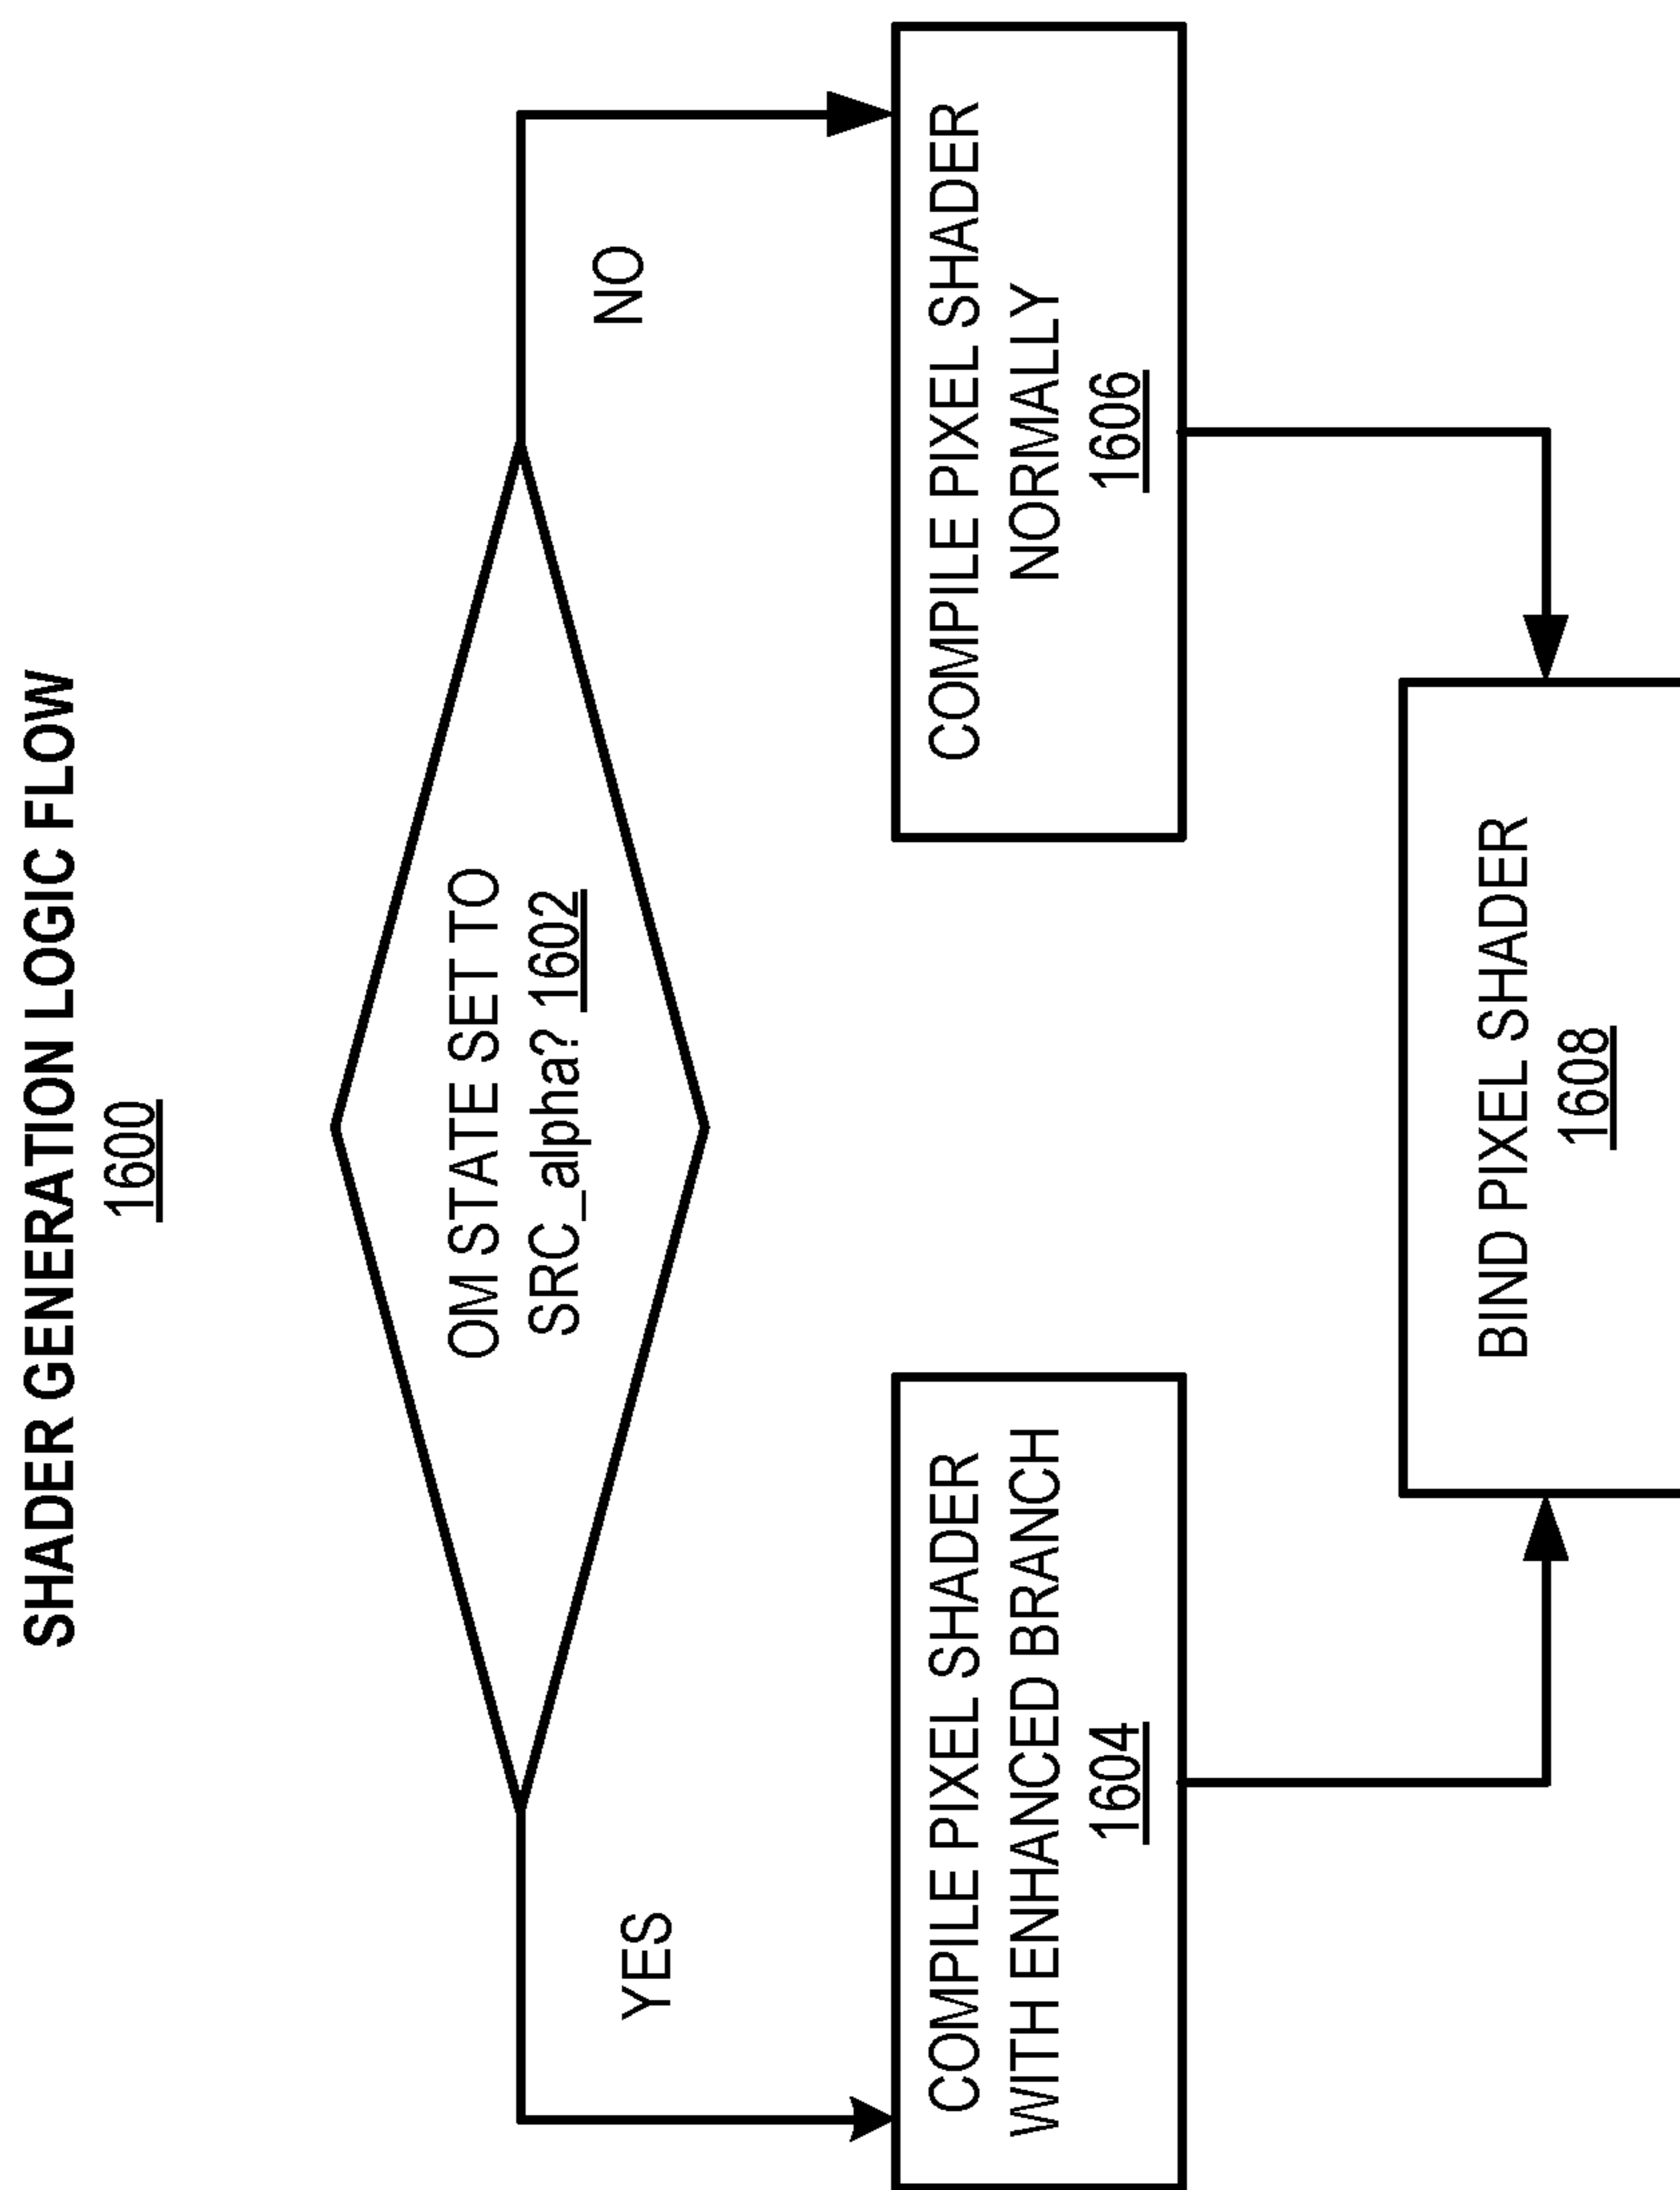 SHADER GENERATION LOGIC FLOW
1600
OM STATE SET TO
SRC_alpha? 1602
YES
NO
COMPILE PIXEL SHADER
WITH ENHANCED BRANCH
1604
COMPILE PIXEL SHADER
NORMALLY
1606
BIND PIXEL SHADER
1608